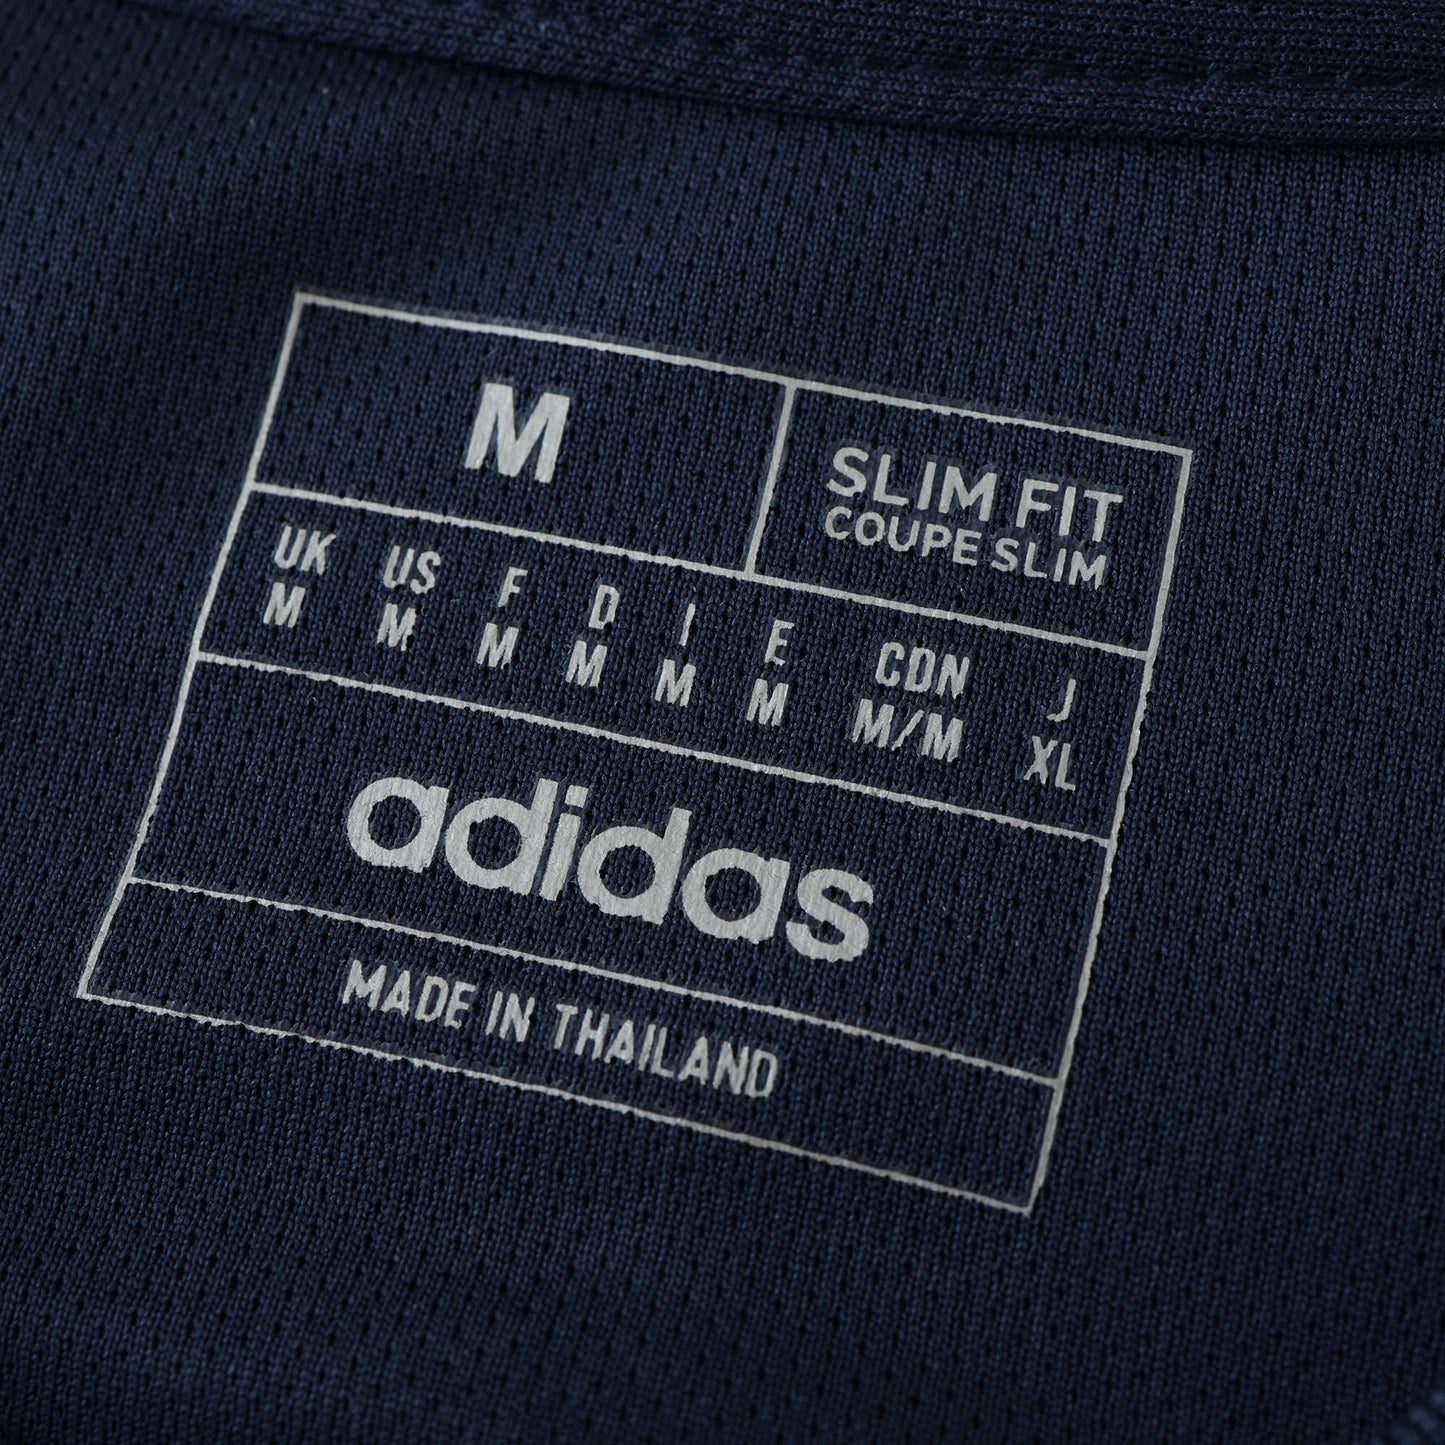 M
SLIM FIT
COUPE SLIM
UK US F D I E CDN J
M M M M M M M/M XL
adidas
MADE IN THAILAND